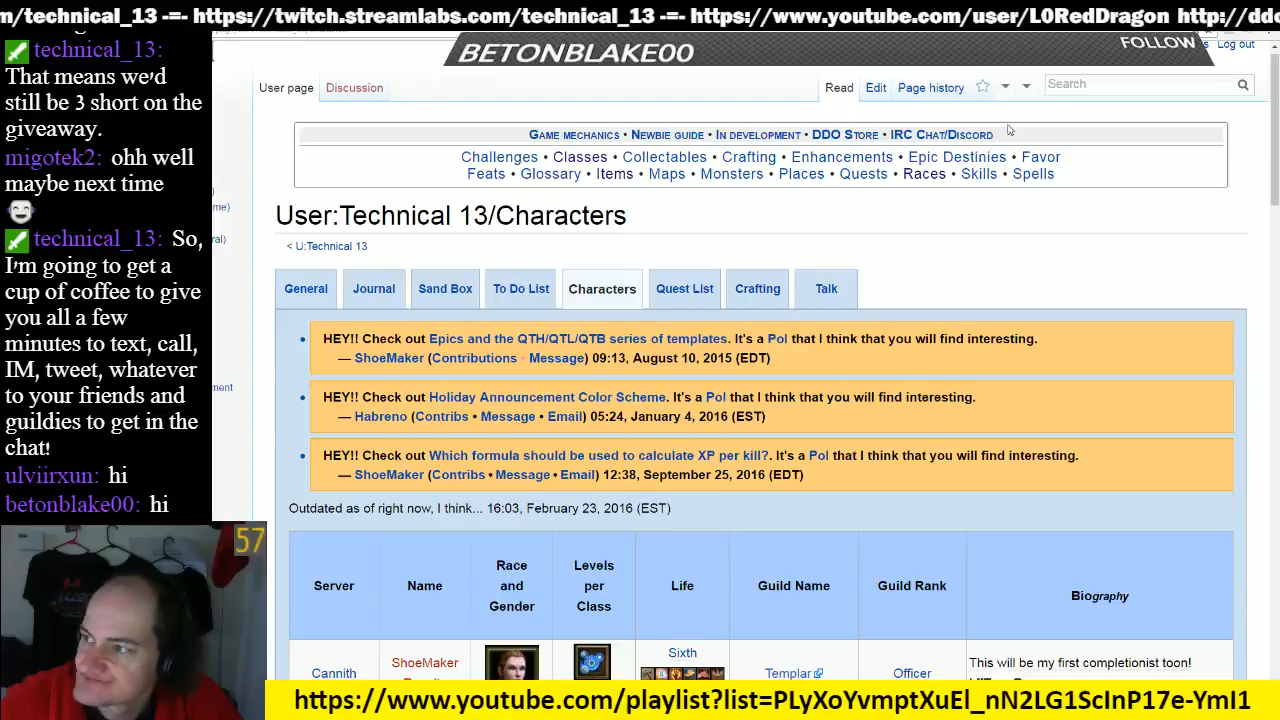 m/technical_13 -=- https://twitch.streamlabs.com/technical_13 -=- https://www.youtube.com/user/L0RedDragon http://ddo
technical_13:
That means we'd
still be 3 short on the
giveaway.
migotek2: ohh well
maybe next time
technical_13: So,
I'm going to get a
cup of coffee to give
you all a few
minutes to text, call,
IM, tweet, whatever
to your friends and
guildies to get in the
chat!
ulviirxun: hi
betonblake00: hi
57
BETONBLAKE00
FOLLOW
s Log out
User page Discussion Read Edit Page history Search
GAME MECHANICS • NEWBIE GUIDE • IN DEVELOPMENT • DDO STORE • IRC CHAT/DISCORD
Challenges • Classes • Collectables • Crafting • Enhancements • Epic Destinies • Favor
Feats • Glossary • Items • Maps • Monsters • Places • Quests • Races • Skills • Spells
me)
ral)
ment
User:Technical 13/Characters
< U:Technical 13
General Journal Sand Box To Do List Characters Quest List Crafting Talk
• HEY!! Check out Epics and the QTH/QTL/QTB series of templates. It's a Pol that I think that you will find interesting.
— ShoeMaker (Contributions • Message) 09:13, August 10, 2015 (EDT)
• HEY!! Check out Holiday Announcement Color Scheme. It's a Pol that I think that you will find interesting.
— Habreno (Contribs • Message • Email) 05:24, January 4, 2016 (EST)
• HEY!! Check out Which formula should be used to calculate XP per kill?. It's a Pol that I think that you will find interesting.
— ShoeMaker (Contribs • Message • Email) 12:38, September 25, 2016 (EDT)
Outdated as of right now, I think... 16:03, February 23, 2016 (EST)
Server Name Race and Gender Levels per Class Life Guild Name Guild Rank Biography
Cannith ShoeMaker Sixth Templar Officer This will be my first completionist toon!
https://www.youtube.com/playlist?list=PLyXoYvmptXuEl_nN2LG1ScInP17e-YmI1